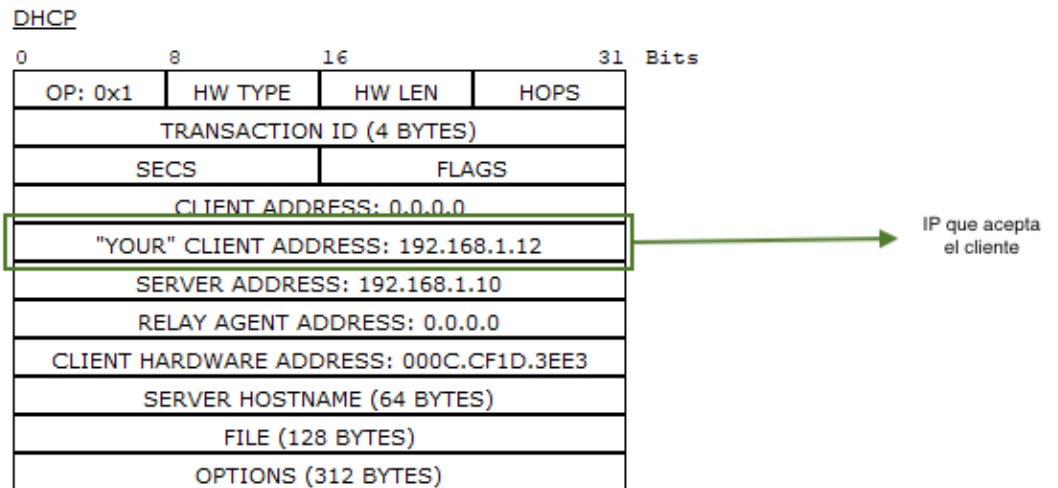 DHCP
0 8 16 31 Bits
OP: 0x1 HW TYPE HW LEN HOPS
TRANSACTION ID (4 BYTES)
SECS FLAGS
CLIENT ADDRESS: 0.0.0.0
"YOUR" CLIENT ADDRESS: 192.168.1.12
IP que acepta
el cliente
SERVER ADDRESS: 192.168.1.10
RELAY AGENT ADDRESS: 0.0.0.0
CLIENT HARDWARE ADDRESS: 000C.CF1D.3EE3
SERVER HOSTNAME (64 BYTES)
FILE (128 BYTES)
OPTIONS (312 BYTES)